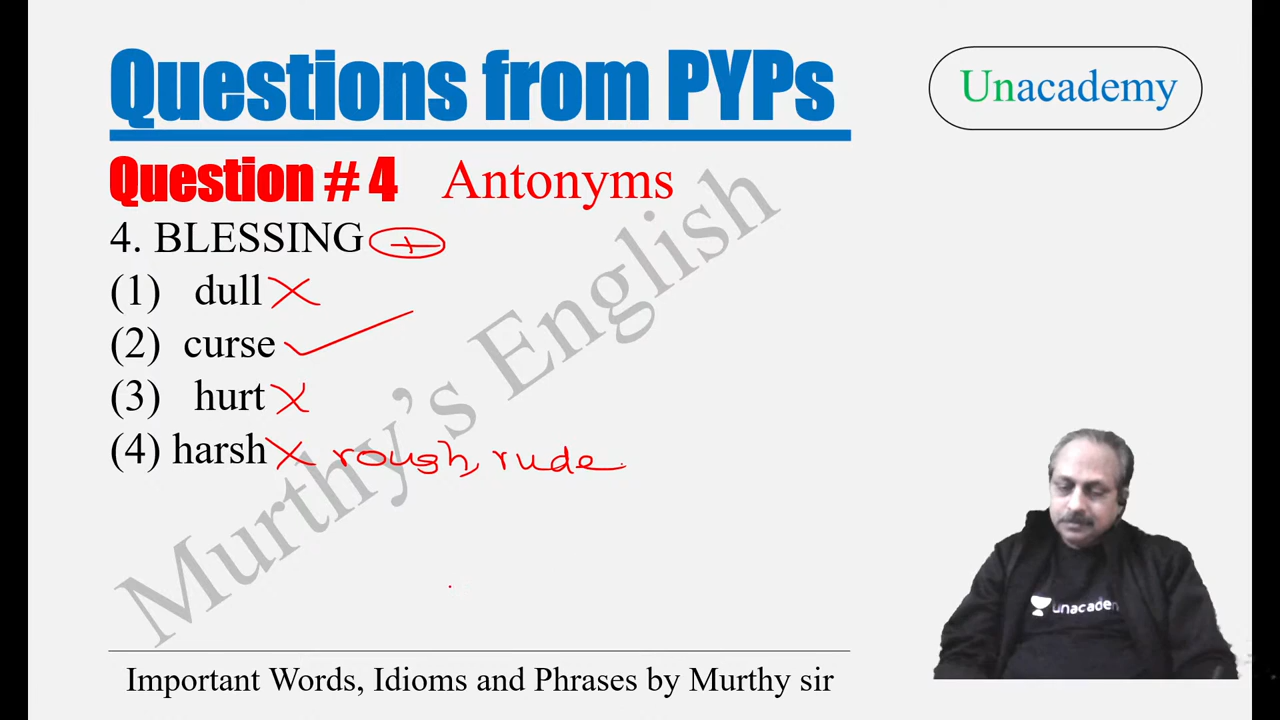 Questions from PYPs
Unacademy
Question # 4 Antonyms
4. BLESSING +
(1) dull
(2) curse
(3) hurt
(4) harsh rough, rude.
Murthy's English
unacademy
Important Words, Idioms and Phrases by Murthy sir